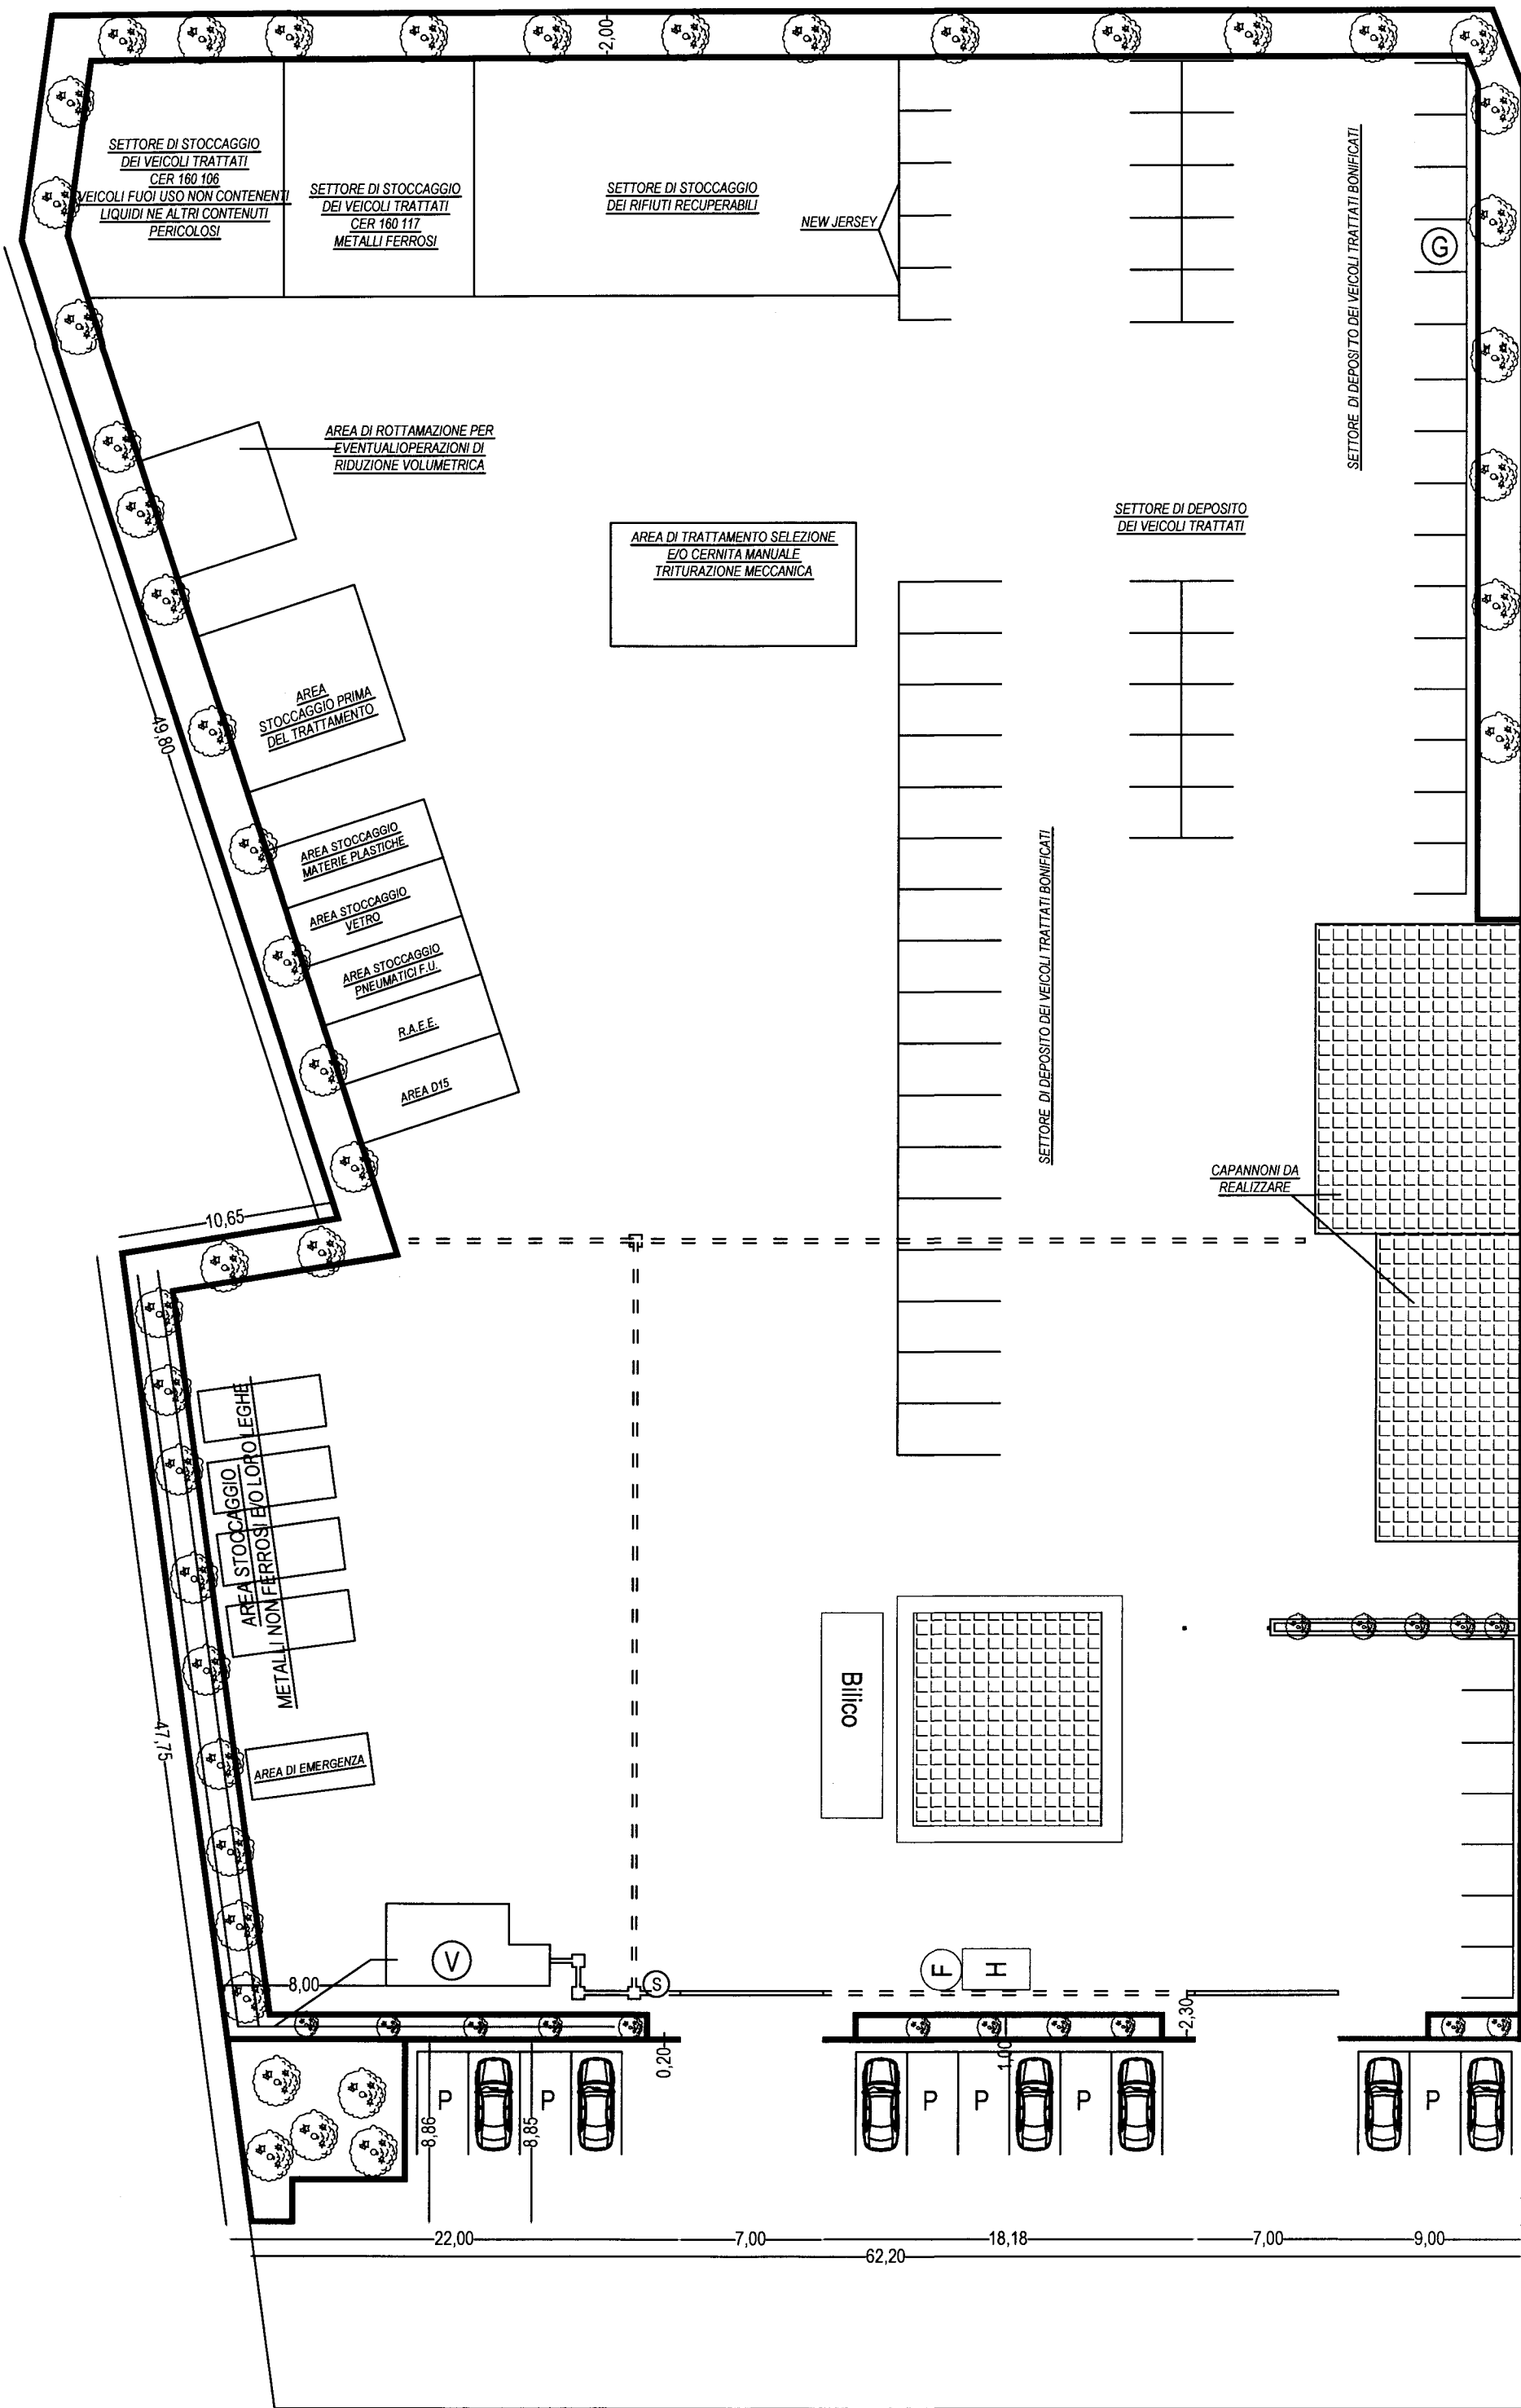 2,00
SETTORE DI STOCCAGGIO
DEI VEICOLI TRATTATI
CER 160 106
VEICOLI FUOI USO NON CONTENENTI
LIQUIDI NE ALTRI CONTENUTI
PERICOLOSI
SETTORE DI STOCCAGGIO
DEI VEICOLI TRATTATI
CER 160 117
METALLI FERROSI
SETTORE DI STOCCAGGIO
DEI RIFIUTI RECUPERABILI
NEW JERSEY
SETTORE DI DEPOSITO DEI VEICOLI TRATTATI BONIFICATI
G
AREA DI ROTTAMAZIONE PER
EVENTUALIOPERAZIONI DI
RIDUZIONE VOLUMETRICA
AREA DI TRATTAMENTO SELEZIONE
E/O CERNITA MANUALE
TRITURAZIONE MECCANICA
SETTORE DI DEPOSITO
DEI VEICOLI TRATTATI
AREA
STOCCAGGIO PRIMA
DEL TRATTAMENTO
49,80
AREA STOCCAGGIO
MATERIE PLASTICHE
AREA STOCCAGGIO
VETRO
AREA STOCCAGGIO
PNEUMATICI F.U.
R.A.E.E.
AREA D15
SETTORE DI DEPOSITO DEI VEICOLI TRATTATI BONIFICATI
CAPANNONI DA
REALIZZARE
10,65
AREA STOCCAGGIO
METALLI NON FERROSI E/O LORO LEGHE
47,75
AREA DI EMERGENZA
Bilico
V
8,00
S
F
H
2,30
0,20
1,00
P
P
P
P
P
P
8,86
8,85
22,00
7,00
18,18
7,00
9,00
62,20